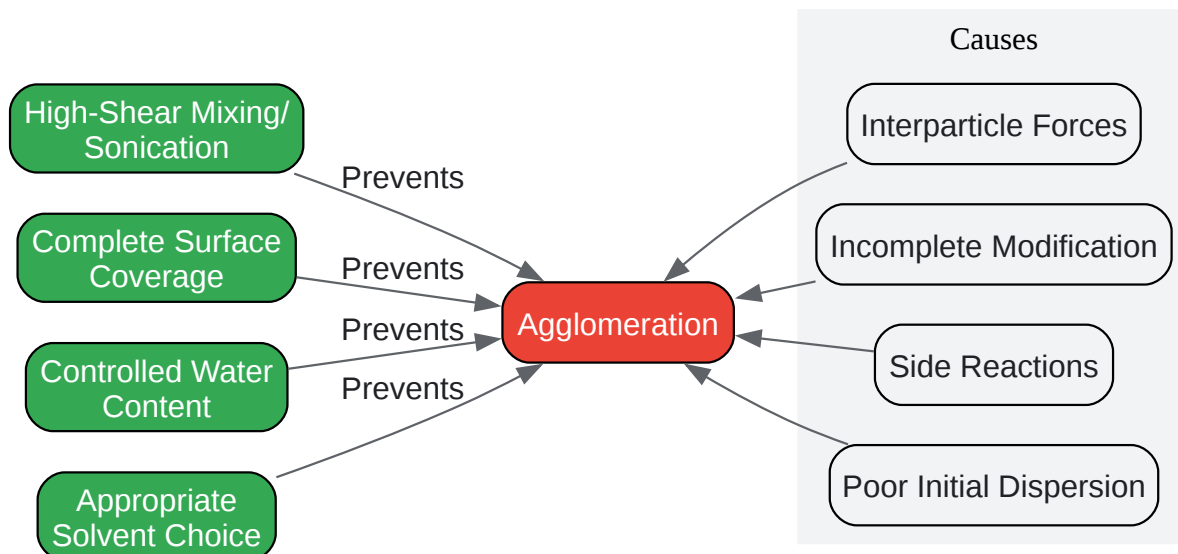 Causes
High-Shear Mixing/
Sonication
Interparticle Forces
Prevents
Complete Surface
Coverage
Incomplete Modification
Prevents
Agglomeration
Prevents
Controlled Water
Content
Side Reactions
Prevents
Appropriate
Solvent Choice
Poor Initial Dispersion